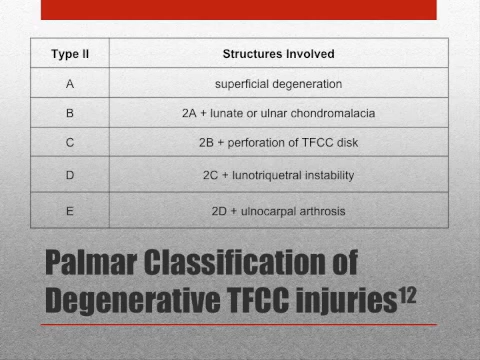 Type II Structures Involved
A superficial degeneration
B 2A + lunate or ulnar chondromalacia
C 2B + perforation of TFCC disk
D 2C + lunotriquetral instability
E 2D + ulnocarpal arthrosis
Palmar Classification of
Degenerative TFCC injuries¹²